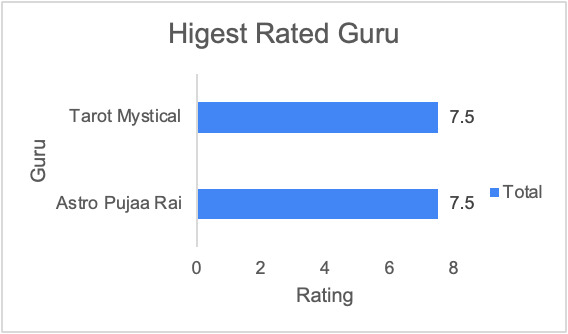 Higest Rated Guru
Tarot Mystical
7.5
Guru
Astro Pujaa Rai
7.5
Total
0 2 4 6 8
Rating